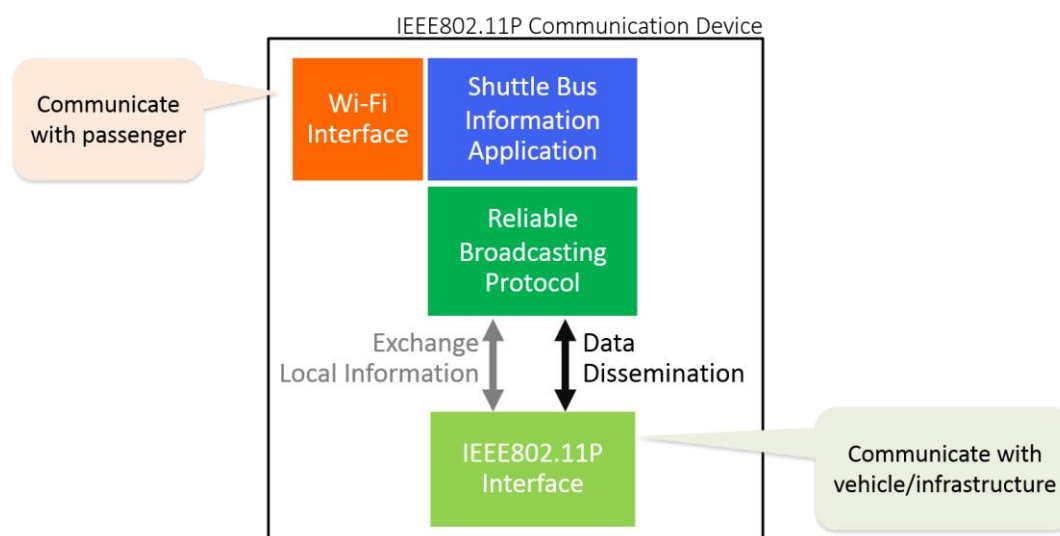 IEEE802.11P Communication Device
Communicate
with passenger
Wi-Fi
Interface
Shuttle Bus
Information
Application
Reliable
Broadcasting
Protocol
Exchange
Local Information
Data
Dissemination
IEEE802.11P
Interface
Communicate with
vehicle/infrastructure